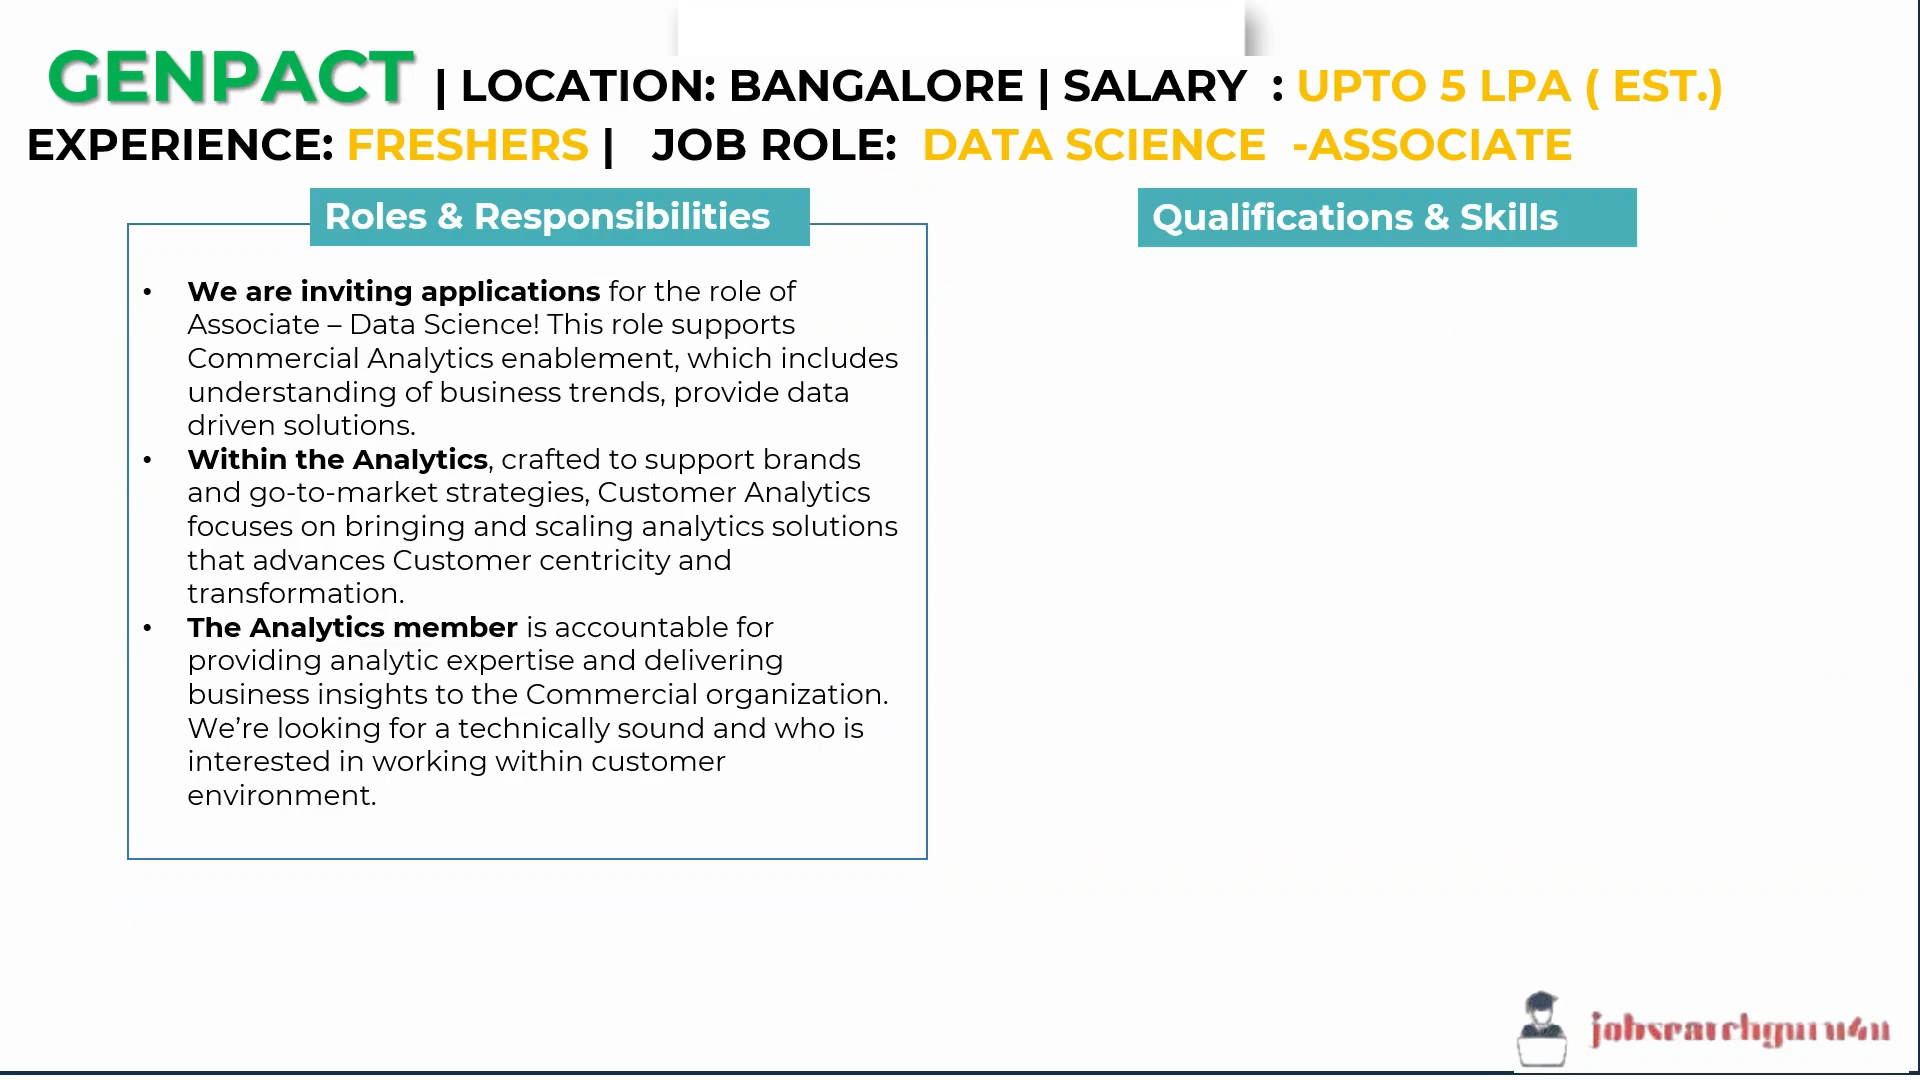 GENPACT | LOCATION: BANGALORE | SALARY : UPTO 5 LPA ( EST.)
EXPERIENCE: FRESHERS | JOB ROLE: DATA SCIENCE -ASSOCIATE
Roles & Responsibilities
• We are inviting applications for the role of
Associate – Data Science! This role supports
Commercial Analytics enablement, which includes
understanding of business trends, provide data
driven solutions.
• Within the Analytics, crafted to support brands
and go-to-market strategies, Customer Analytics
focuses on bringing and scaling analytics solutions
that advances Customer centricity and
transformation.
• The Analytics member is accountable for
providing analytic expertise and delivering
business insights to the Commercial organization.
We’re looking for a technically sound and who is
interested in working within customer
environment.
Qualifications & Skills
jobsearchguru4u